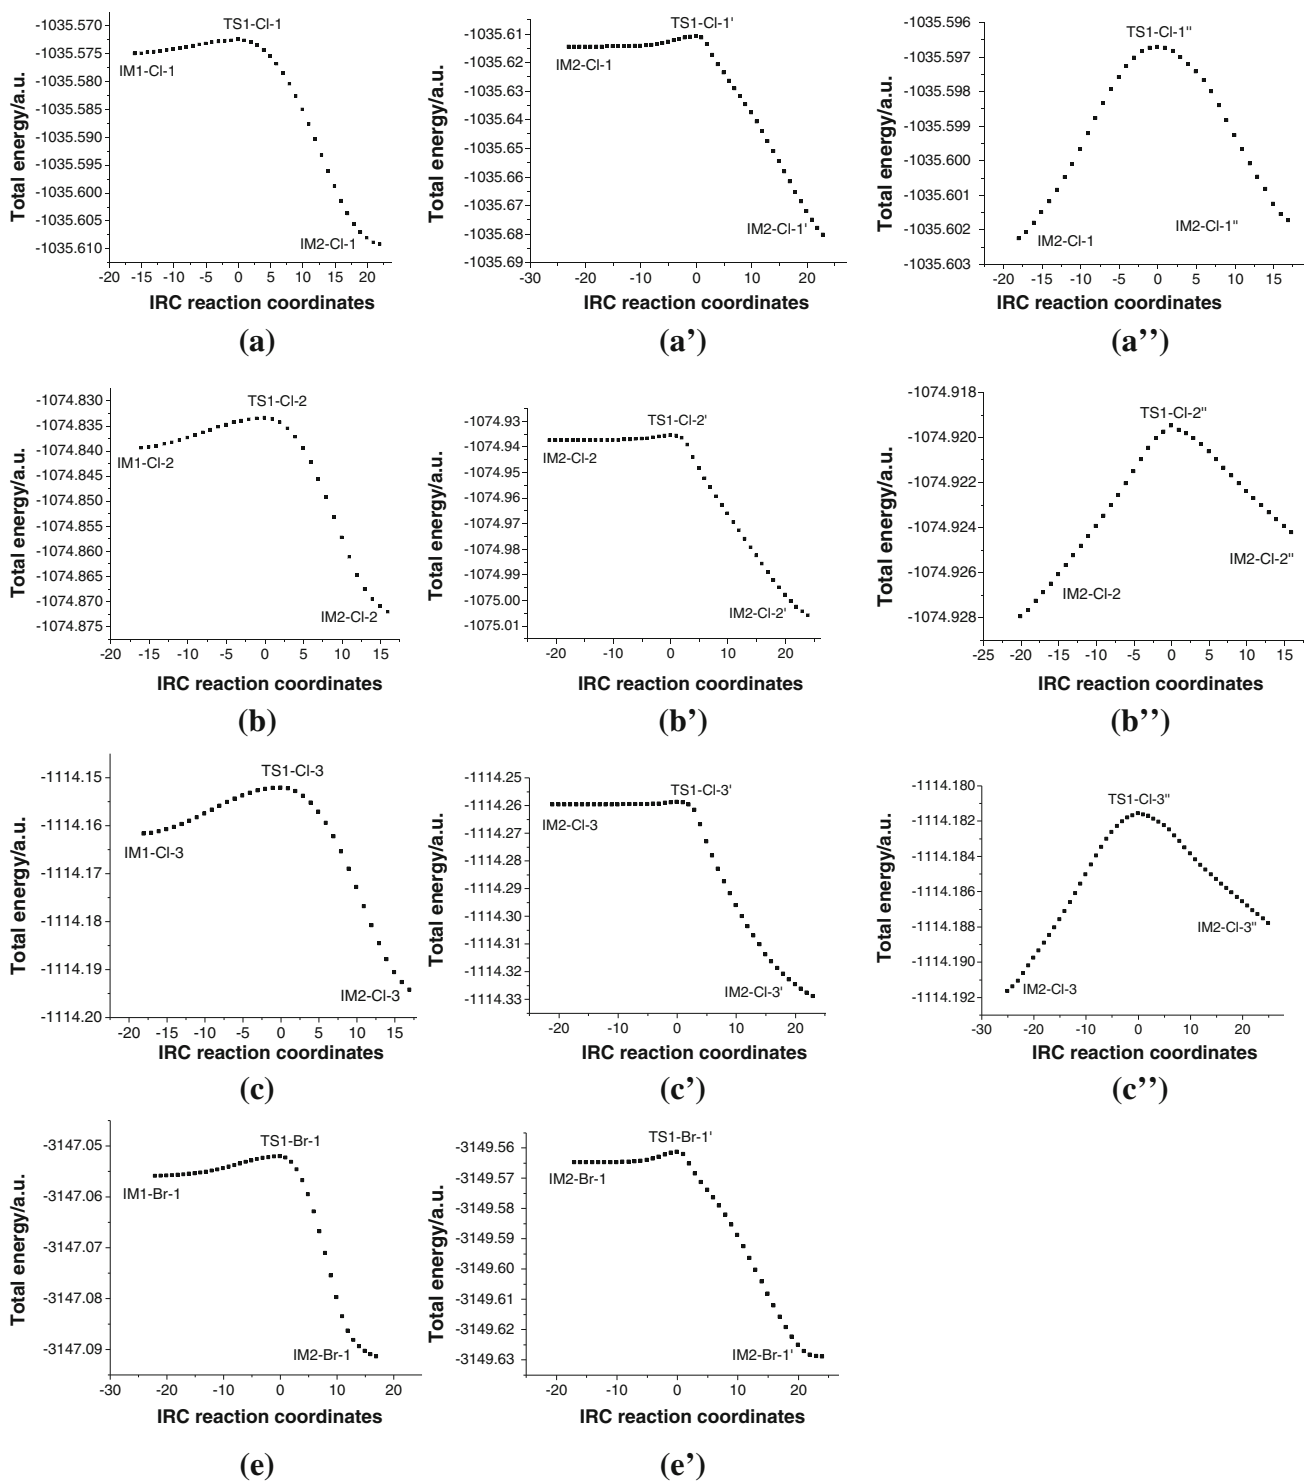 Total energy/a.u.
-1035.570
-1035.575
-1035.580
-1035.585
-1035.590
-1035.595
-1035.600
-1035.605
-1035.610
TS1-Cl-1
IM1-Cl-1
IM2-Cl-1
-20 -15 -10 -5 0 5 10 15 20
IRC reaction coordinates
(a)
Total energy/a.u.
-1035.61
-1035.62
-1035.63
-1035.64
-1035.65
-1035.66
-1035.67
-1035.68
-1035.69
TS1-Cl-1'
IM2-Cl-1
IM2-Cl-1'
-30 -20 -10 0 10 20
IRC reaction coordinates
(a')
Total energy/a.u.
-1035.596
-1035.597
-1035.598
-1035.599
-1035.600
-1035.601
-1035.602
-1035.603
TS1-Cl-1"
IM2-Cl-1
IM2-Cl-1"
-20 -15 -10 -5 0 5 10 15
IRC reaction coordinates
(a'')
Total energy/a.u.
-1074.830
-1074.835
-1074.840
-1074.845
-1074.850
-1074.855
-1074.860
-1074.865
-1074.870
-1074.875
TS1-Cl-2
IM1-Cl-2
IM2-Cl-2
-20 -15 -10 -5 0 5 10 15
IRC reaction coordinates
(b)
Total energy/a.u.
-1074.93
-1074.94
-1074.95
-1074.96
-1074.97
-1074.98
-1074.99
-1075.00
-1075.01
TS1-Cl-2'
IM2-Cl-2
IM2-Cl-2'
-20 -10 0 10 20
IRC reaction coordinates
(b')
Total energy/a.u.
-1074.918
-1074.920
-1074.922
-1074.924
-1074.926
-1074.928
TS1-Cl-2"
IM2-Cl-2
IM2-Cl-2"
-25 -20 -15 -10 -5 0 5 10 15
IRC reaction coordinates
(b'')
Total energy/a.u.
-1114.15
-1114.16
-1114.17
-1114.18
-1114.19
-1114.20
TS1-Cl-3
IM1-Cl-3
IM2-Cl-3
-20 -15 -10 -5 0 5 10 15
IRC reaction coordinates
(c)
Total energy/a.u.
-1114.25
-1114.26
-1114.27
-1114.28
-1114.29
-1114.30
-1114.31
-1114.32
-1114.33
TS1-Cl-3'
IM2-Cl-3
IM2-Cl-3'
-20 -10 0 10 20
IRC reaction coordinates
(c')
Total energy/a.u.
-1114.180
-1114.182
-1114.184
-1114.186
-1114.188
-1114.190
-1114.192
TS1-Cl-3"
IM2-Cl-3
IM2-Cl-3"
-30 -20 -10 0 10 20
IRC reaction coordinates
(c'')
Total energy/a.u.
-3147.05
-3147.06
-3147.07
-3147.08
-3147.09
TS1-Br-1
IM1-Br-1
IM2-Br-1
-30 -20 -10 0 10 20
IRC reaction coordinates
(e)
Total energy/a.u.
-3149.56
-3149.57
-3149.58
-3149.59
-3149.60
-3149.61
-3149.62
-3149.63
TS1-Br-1'
IM2-Br-1
IM2-Br-1'
-20 -10 0 10 20
IRC reaction coordinates
(e')